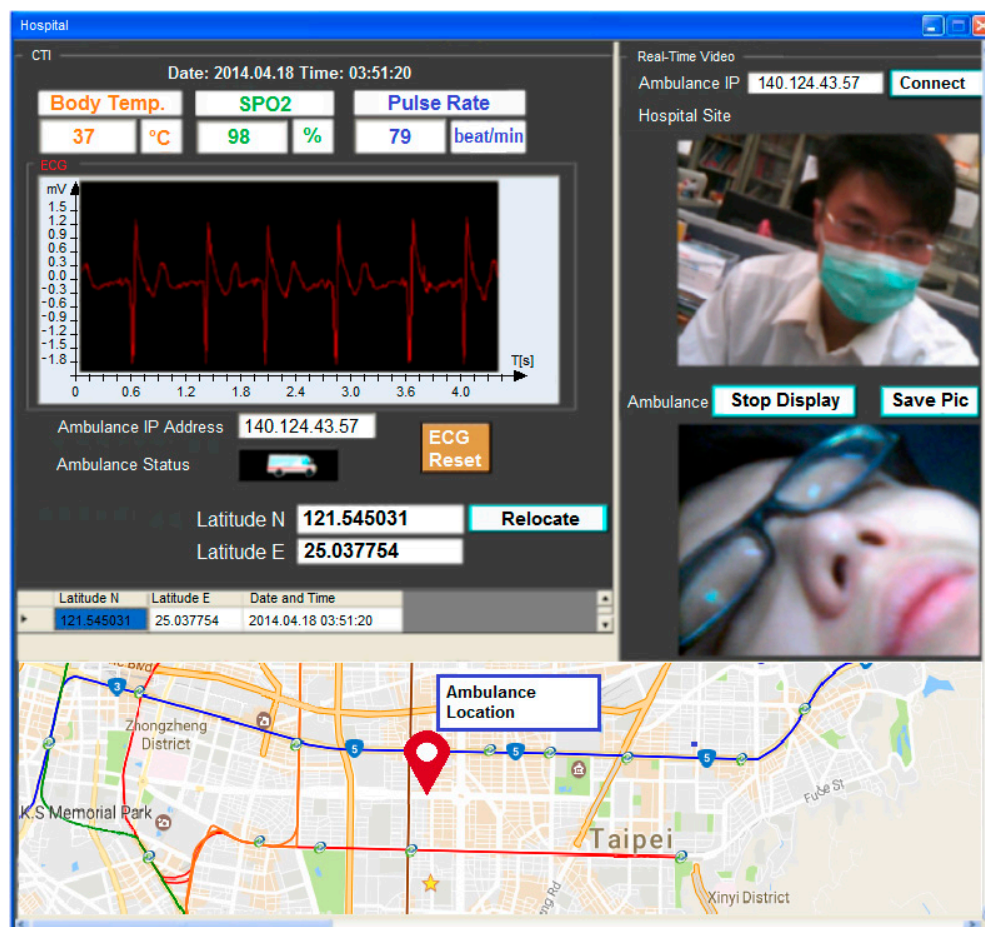 Hospital
CTI
Date: 2014.04.18 Time: 03:51:20
Body Temp.
SPO2
Pulse Rate
37
°C
98
%
79
beat/min
ECG
mV
1.5
1.2
0.9
0.6
0.3
0.0
-0.3
-0.6
-0.9
-1.2
-1.5
-1.8
T[s]
0 0.6 1.2 1.8 2.4 3.0 3.6 4.0
Ambulance IP Address 140.124.43.57
ECG
Reset
Ambulance Status
Latitude N 121.545031 Relocate
Latitude E 25.037754
Latitude N Latitude E Date and Time
121.545031 25.037754 2014.04.18 03:51:20
Real-Time Video
Ambulance IP 140.124.43.57 Connect
Hospital Site
Ambulance Stop Display Save Pic
Blvd
3
Zhongzheng
District
Ambulance
Location
5
5
5
Fude St
K.S Memorial Park
Taipei
Rd
Xinyi District